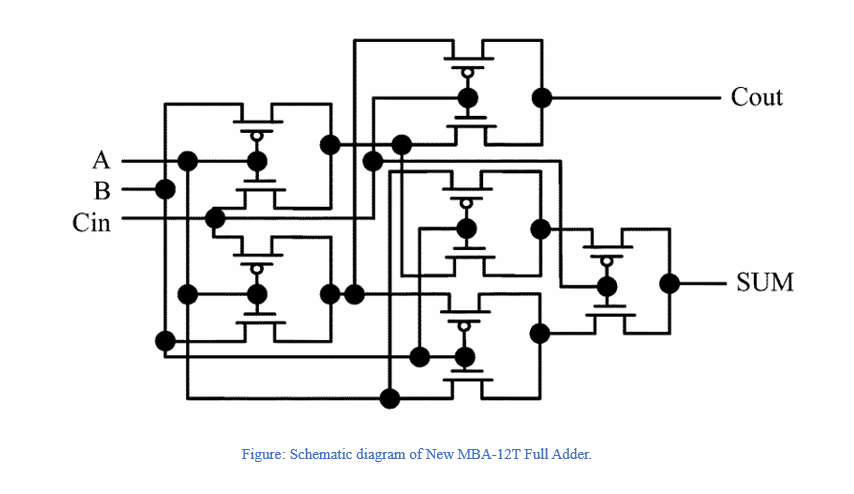 Cout
A
B
Cin
SUM
Figure: Schematic diagram of New MBA-12T Full Adder.